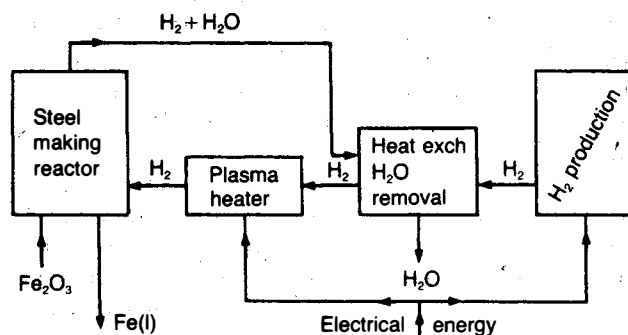 H₂ + H₂O
Steel
making
reactor
H₂
Plasma
heater
H₂
Heat exch
H₂O
removal
H₂
H₂ production
Fe₂O₃
Fe(l)
H₂O
Electrical energy